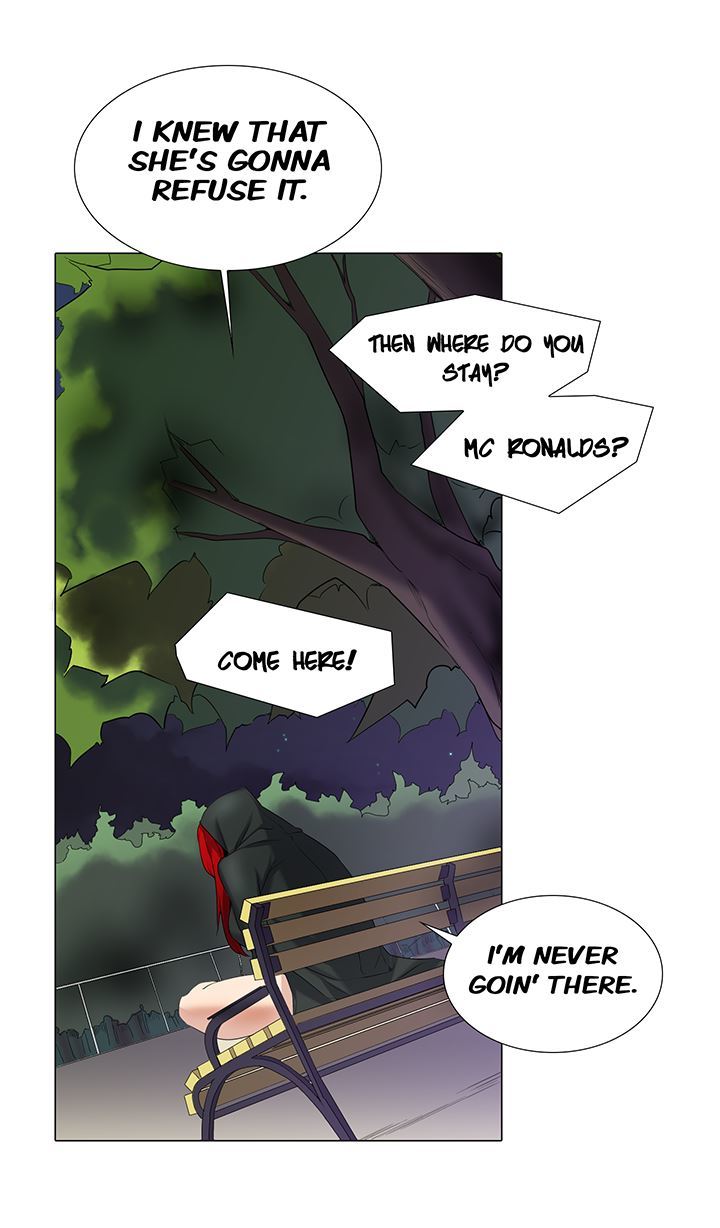 I KNEW THAT
SHE'S GONNA
REFUSE IT.
THEN WHERE DO YOU
STAY?
MC RONALDS?
COME HERE!
I'M NEVER
GOIN' THERE.